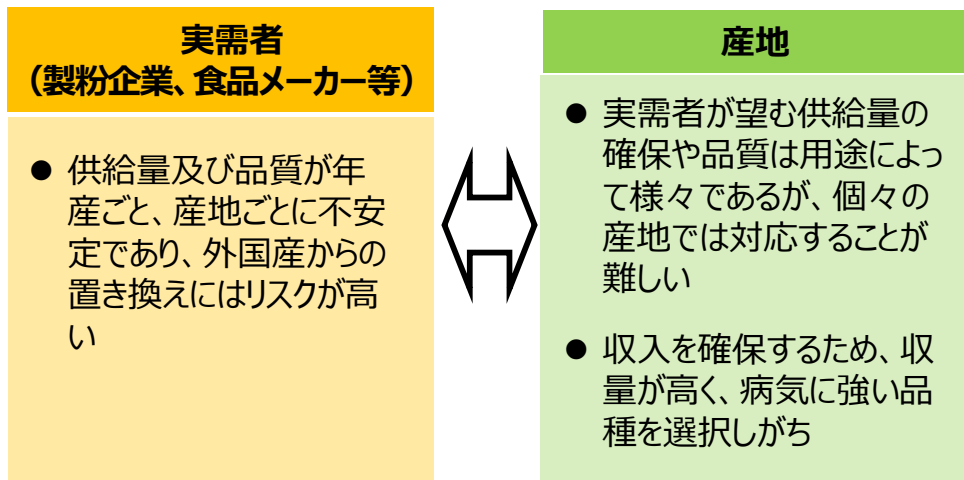 実需者
（製粉企業、食品メーカー等）
● 供給量及び品質が年
産ごと、産地ごとに不安
定であり、外国産からの
置き換えにはリスクが高
い
産地
● 実需者が望む供給量の
確保や品質は用途によっ
て様々であるが、個々の
産地では対応することが
難しい
● 収入を確保するため、収
量が高く、病気に強い品
種を選択しがち